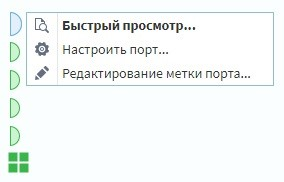 Быстрый просмотр...
Настроить порт...
Редактирование метки порта...